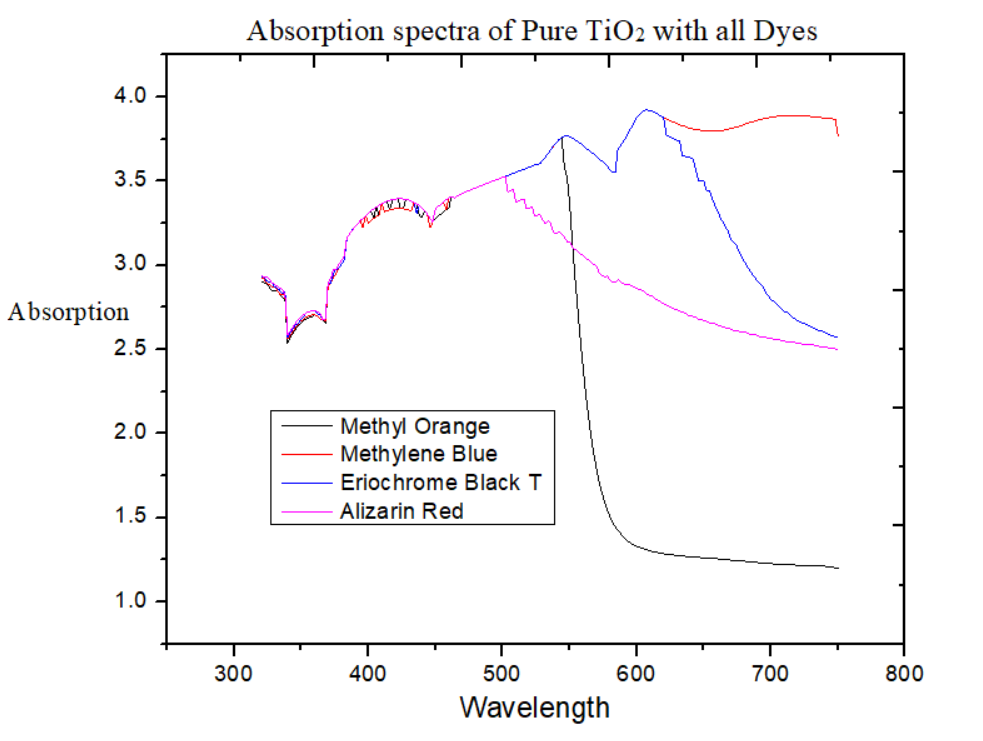 Absorption spectra of Pure TiO₂ with all Dyes
4.0
3.5
3.0
Absorption
2.5
2.0
1.5
1.0
Methyl Orange
Methylene Blue
Eriochrome Black T
Alizarin Red
300 400 500 600 700 800
Wavelength